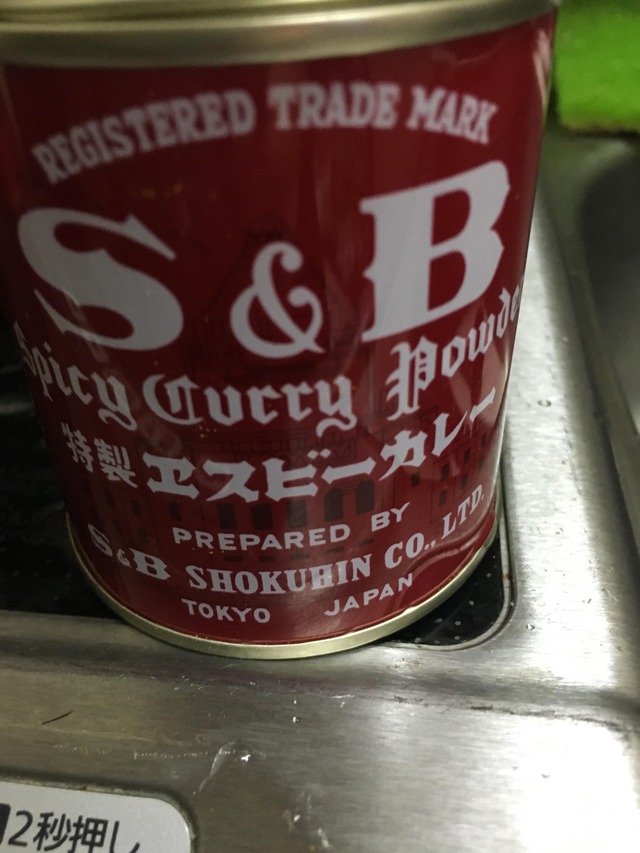 REGISTERED TRADE MARK
S & B
Spicy Curry Powder
特製 ヱスビーカレー
PREPARED BY
S&B SHOKUHIN CO., LTD.
TOKYO JAPAN
2秒押し